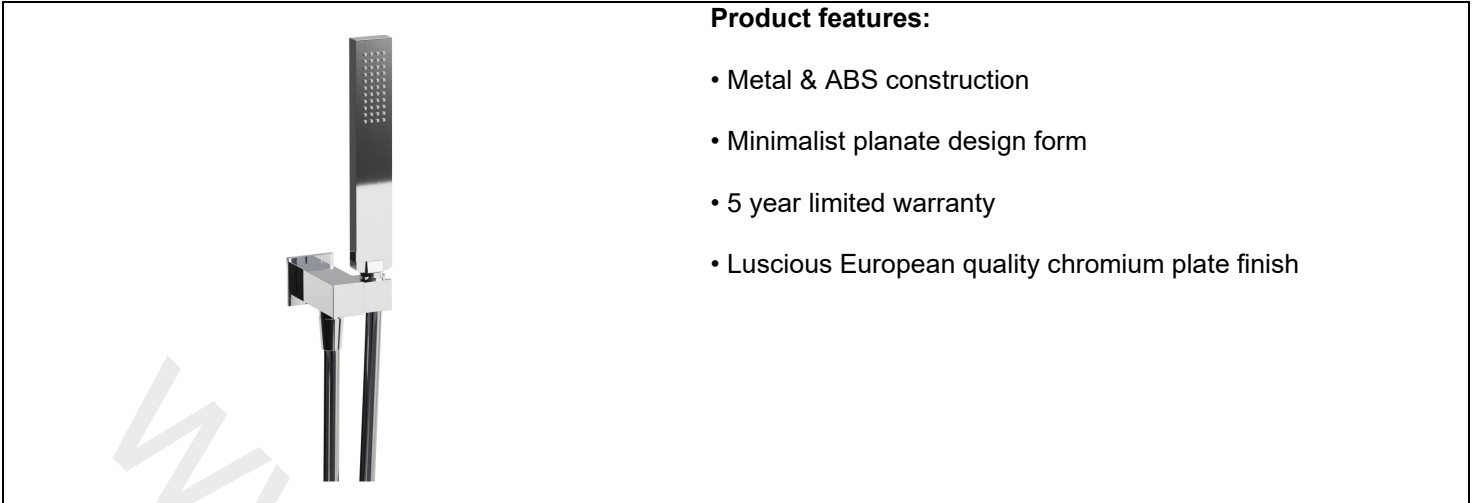 Product features:
• Metal & ABS construction
• Minimalist planate design form
• 5 year limited warranty
• Luscious European quality chromium plate finish